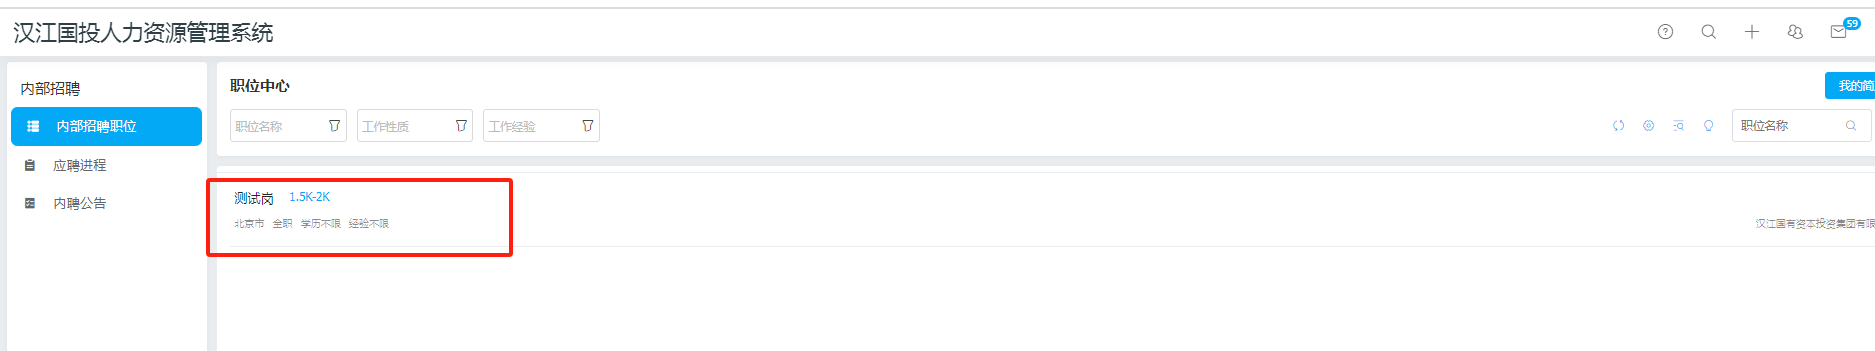 汉江国投人力资源管理系统
59
内部招聘
内部招聘职位
应聘进程
内聘公告
职位中心
我的简
职位名称 工作性质 工作经验
职位名称
测试岗 1.5K-2K
北京市 全职 学历不限 经验不限
汉江国有资本投资集团有限